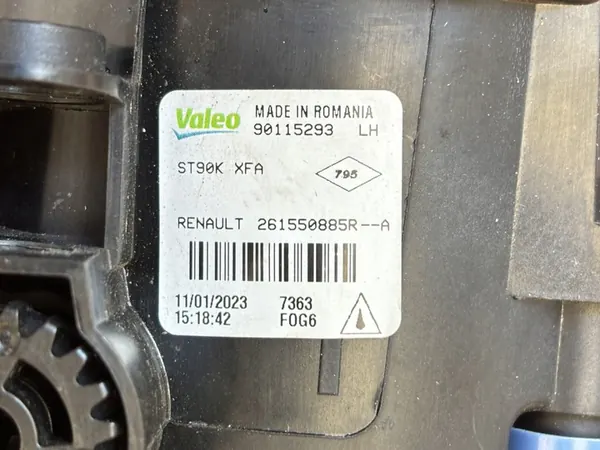 Valeo MADE IN ROMANIA
90115293 LH
ST90K XFA
795
RENAULT 261550885R--A
11/01/2023 7363
15:18:42 FOG6